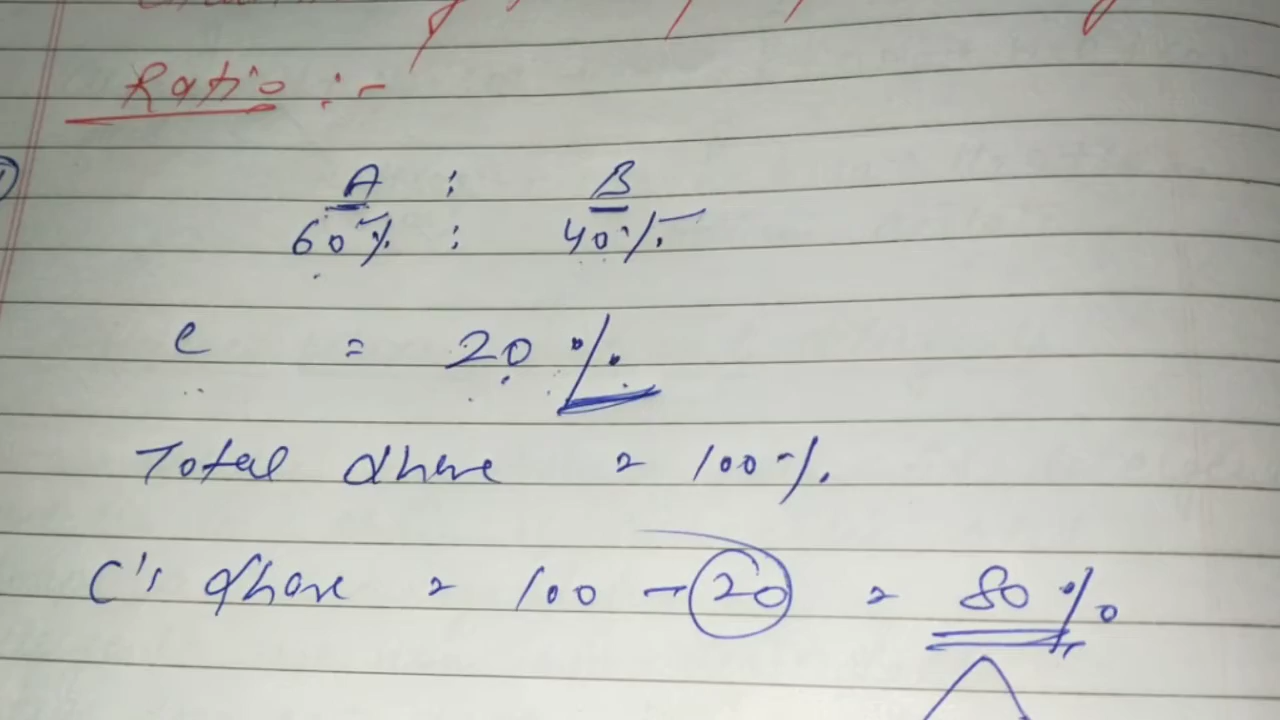 Ratio :-
A : B
60% : 40%
C = 20%
Total Share = 100%.
C's Share = 100 - 20 = 80%